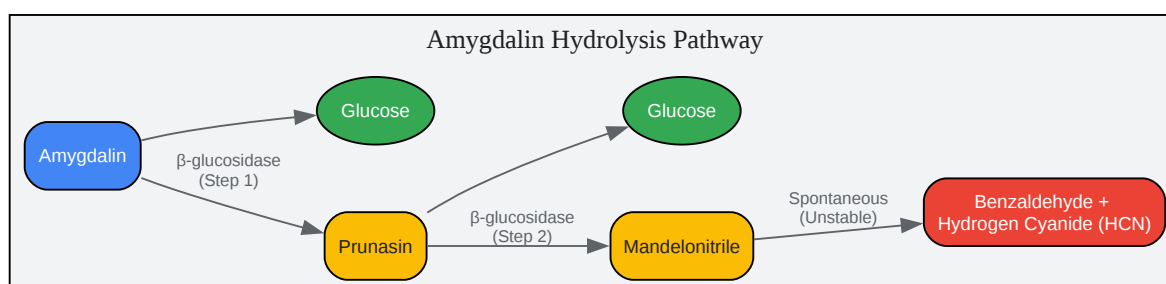 Amygdalin Hydrolysis Pathway
Glucose
Glucose
Amygdalin
β-glucosidase
(Step 1)
Prunasin
β-glucosidase
(Step 2)
Mandelonitrile
Spontaneous
(Unstable)
Benzaldehyde +
Hydrogen Cyanide (HCN)